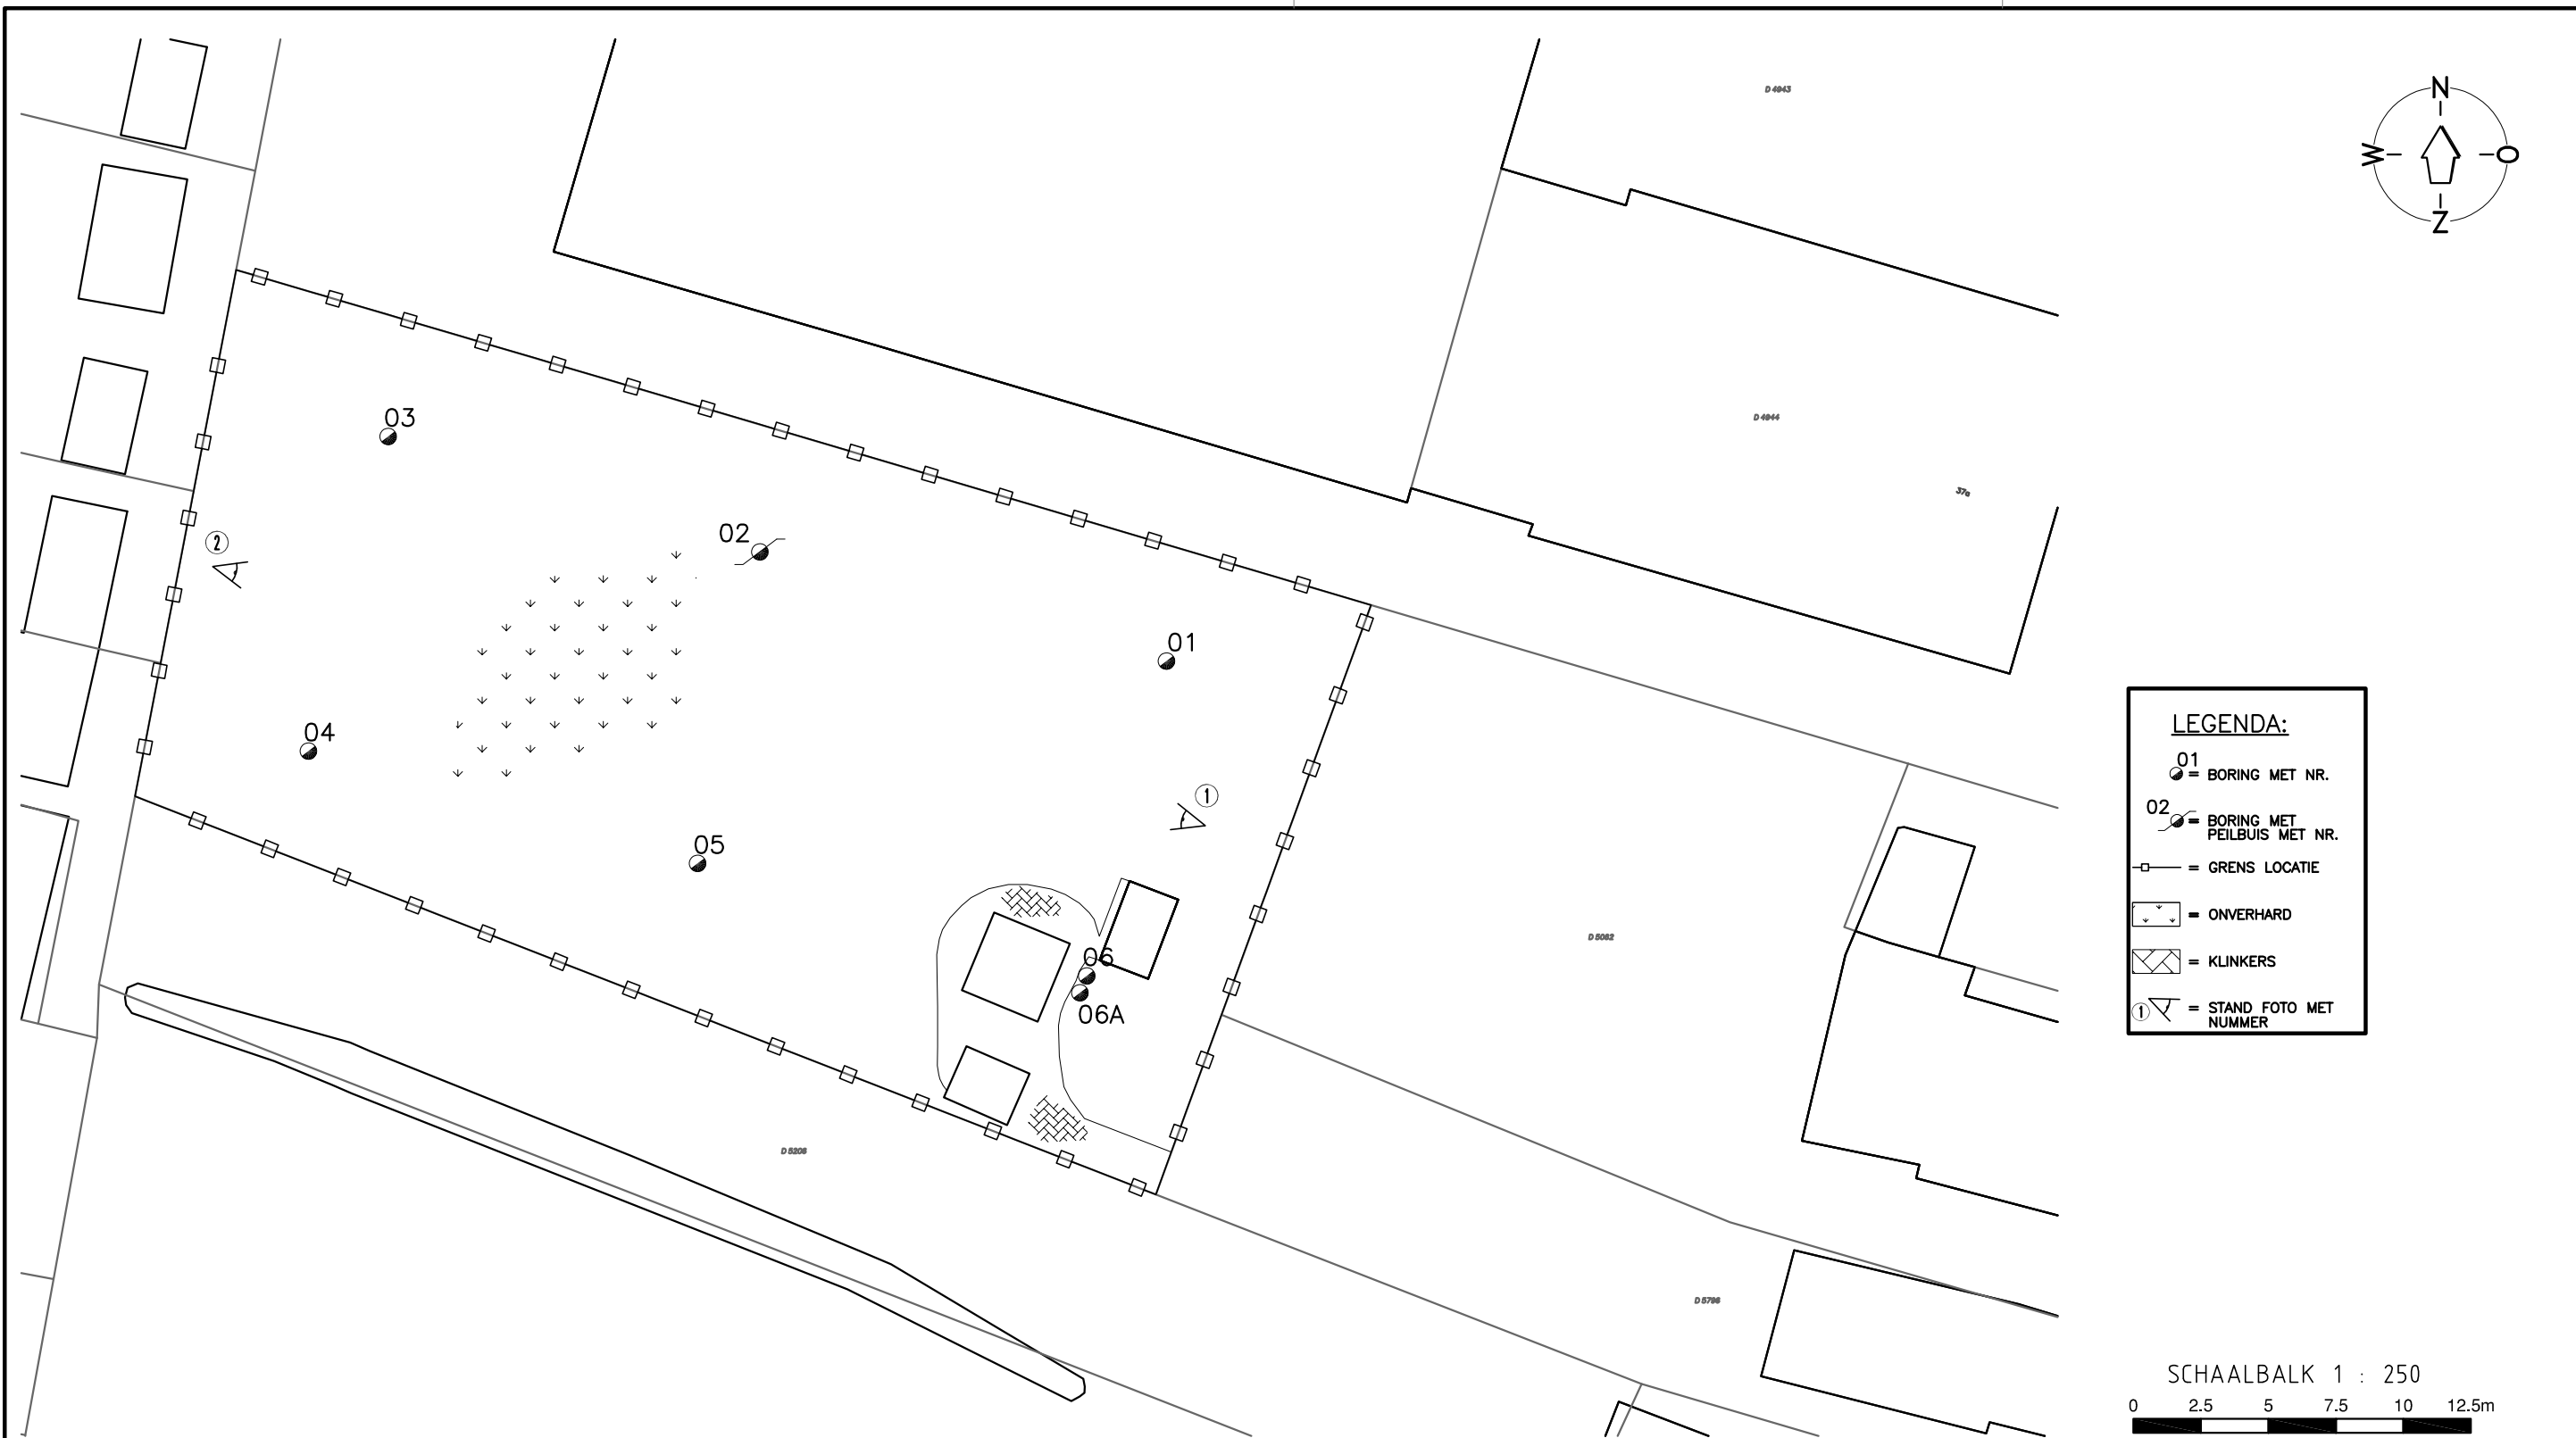 D 4943
N
W
O
Z
03
D 4944
37a
02
2
01
04
1
05
LEGENDA:
01
= BORING MET NR.
02
= BORING MET
PEILBUIS MET NR.
= GRENS LOCATIE
= ONVERHARD
= KLINKERS
1
= STAND FOTO MET
NUMMER
06
06A
D 5082
D 5208
D 5796
SCHAALBALK 1 : 250
0 2.5 5 7.5 10 12.5m